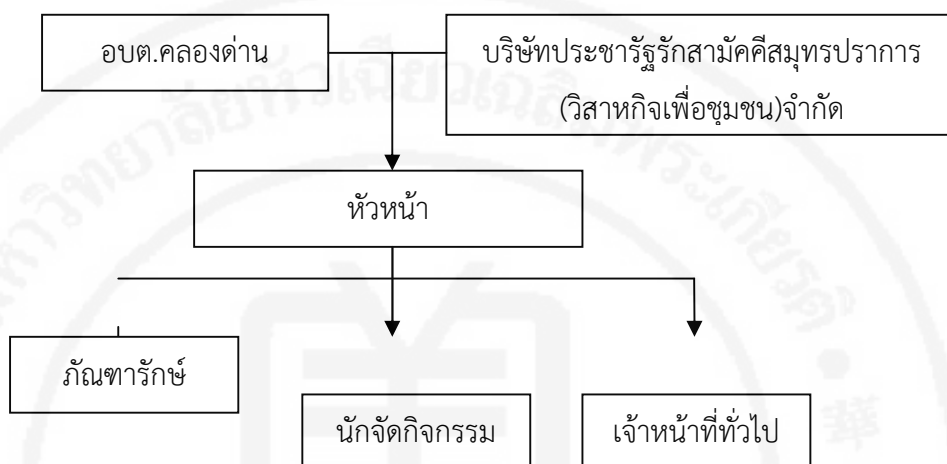 อบต.คลองด่าน
บริษัทประชารัฐรักสามัคคีสมุทรปราการ
(วิสาหกิจเพื่อชุมชน)จำกัด
หัวหน้า
ภัณฑารักษ์
นักจัดกิจกรรม
เจ้าหน้าที่ทั่วไป